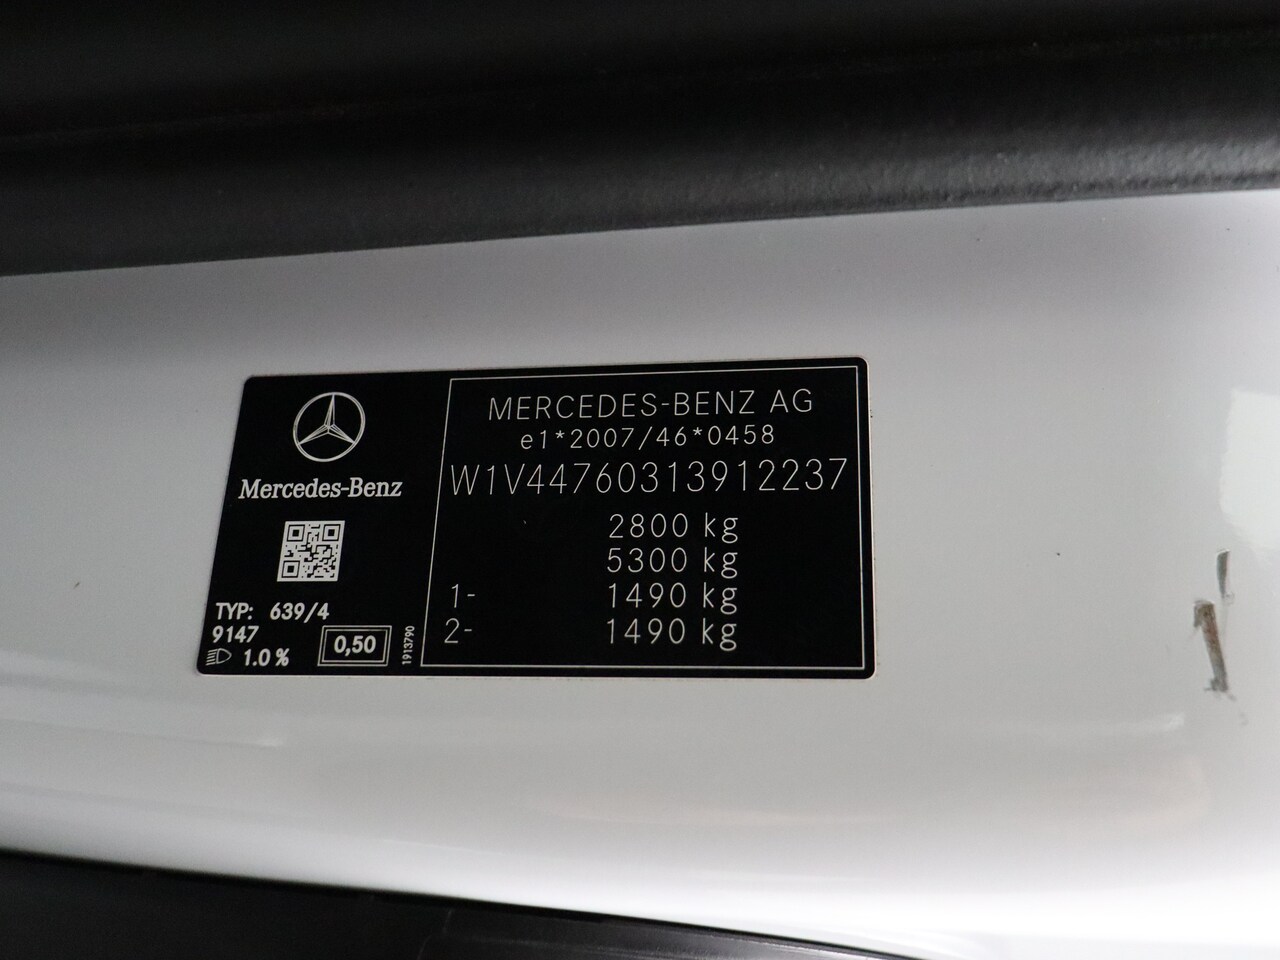 MERCEDES-BENZ AG
e1*2007/46*0458
W1V44760313912237
2800 kg
5300 kg
1- 1490 kg
2- 1490 kg
Mercedes-Benz
TYP: 639/4
9147
1.0 %
0,50
1913790